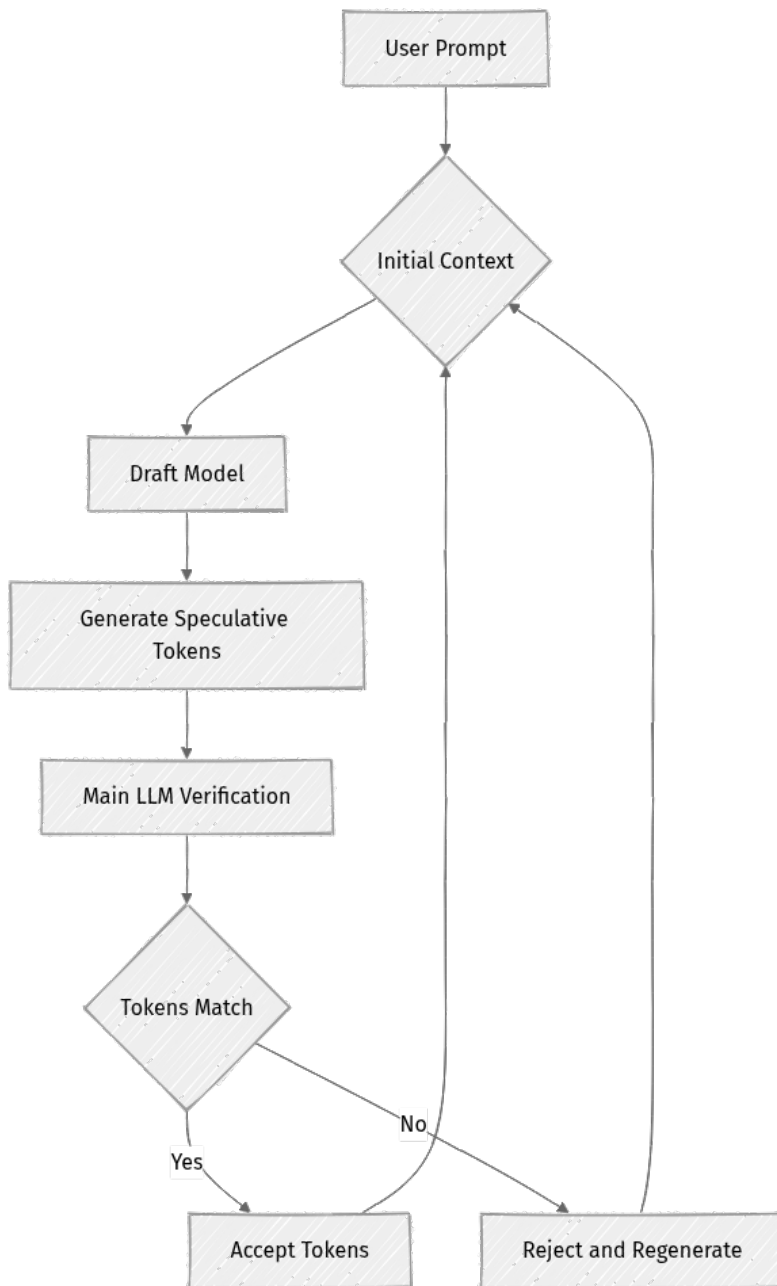 User Prompt
Initial Context
Draft Model
Generate Speculative
Tokens
Main LLM Verification
Tokens Match
No
Yes
Accept Tokens
Reject and Regenerate